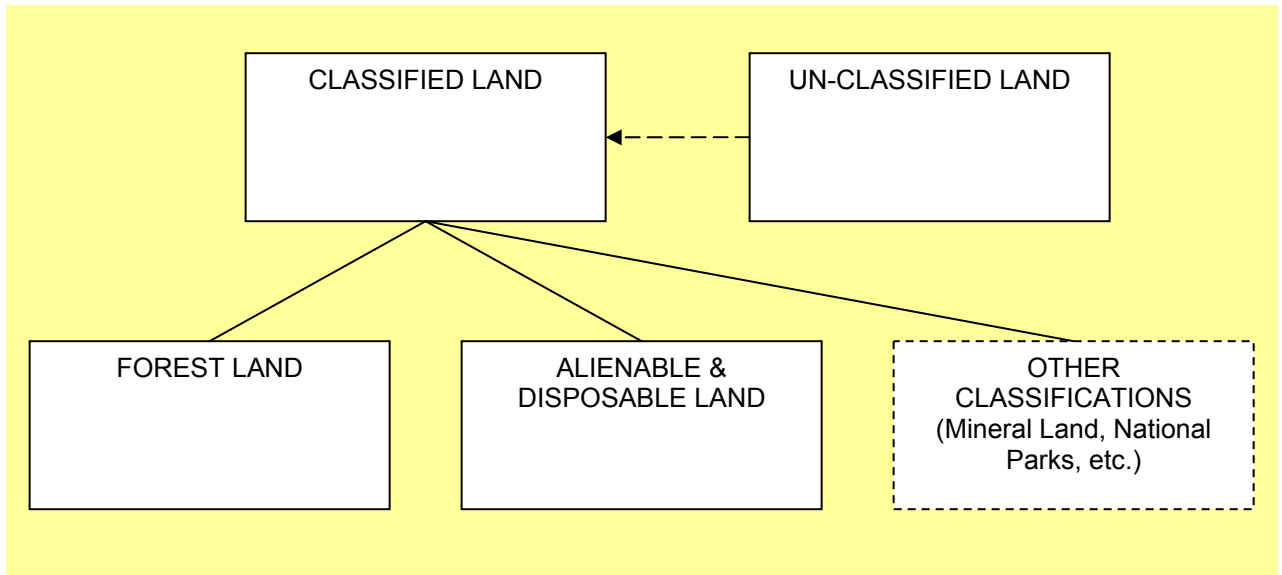 CLASSIFIED LAND
UN-CLASSIFIED LAND
FOREST LAND
ALIENABLE &
DISPOSABLE LAND
OTHER
CLASSIFICATIONS
(Mineral Land, National
Parks, etc.)